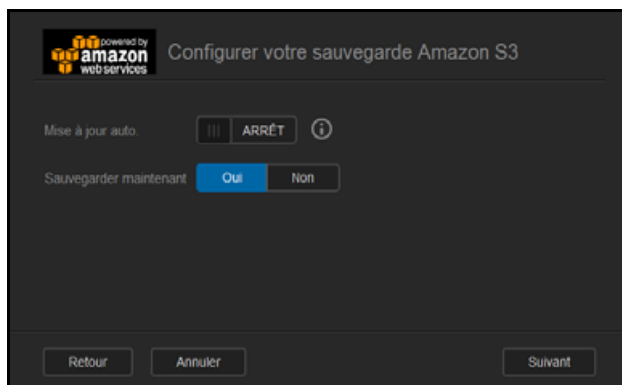 powered by
amazon
webservices
Configurer votre sauvegarde Amazon S3
Mise à jour auto.
ARRÊT
Sauvegarder maintenant
Oui
Non
Retour
Annuler
Suivant